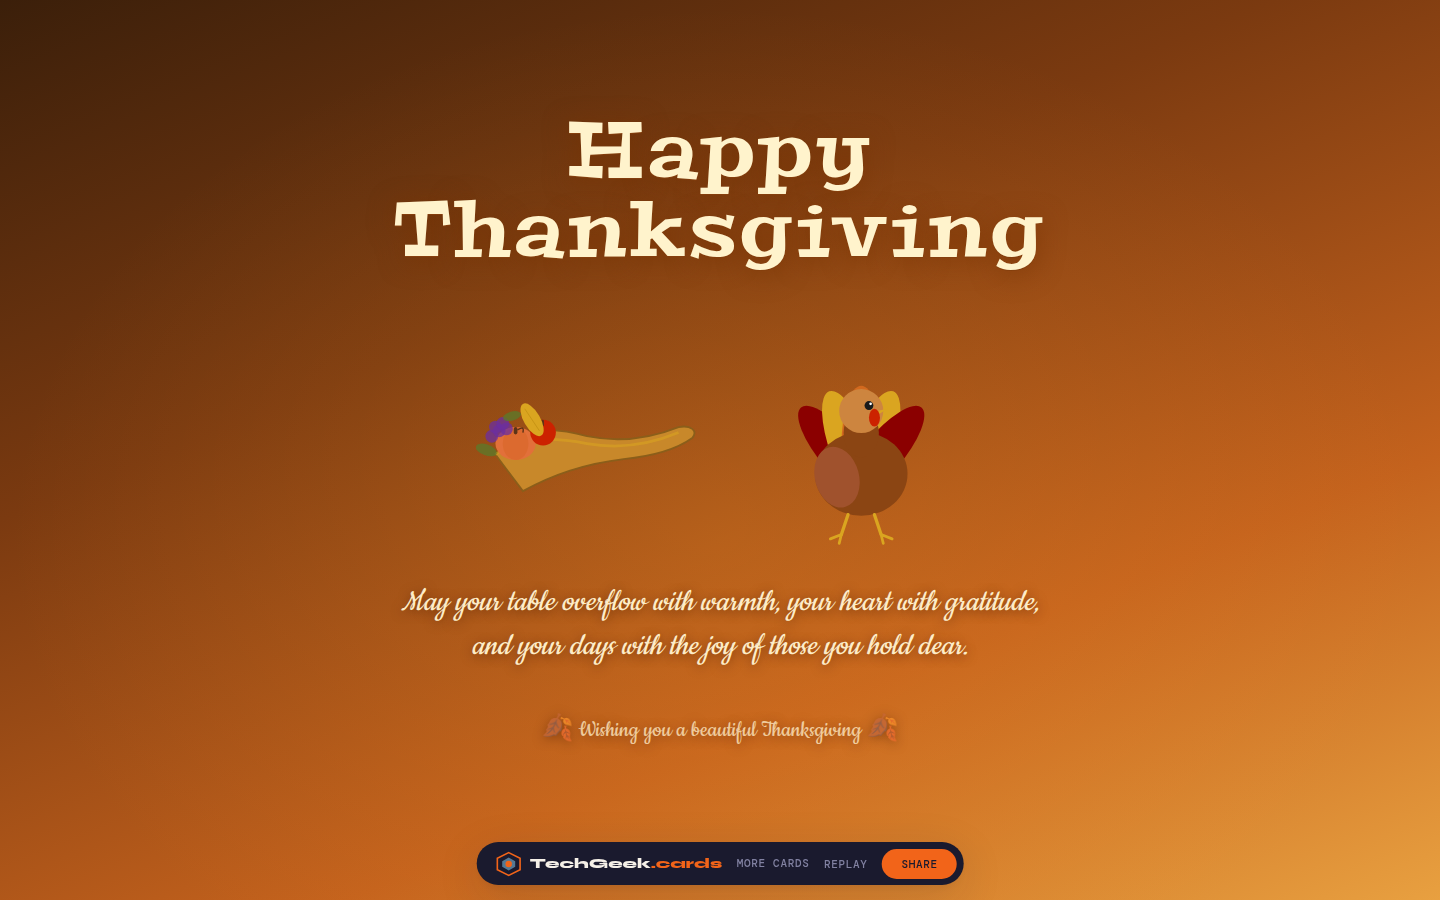 Happy
Thanksgiving
May your table overflow with warmth, your heart with gratitude,
and your days with the joy of those you hold dear.
🍂 Wishing you a beautiful Thanksgiving 🍂
TechGeek.cards MORE CARDS REPLAY SHARE